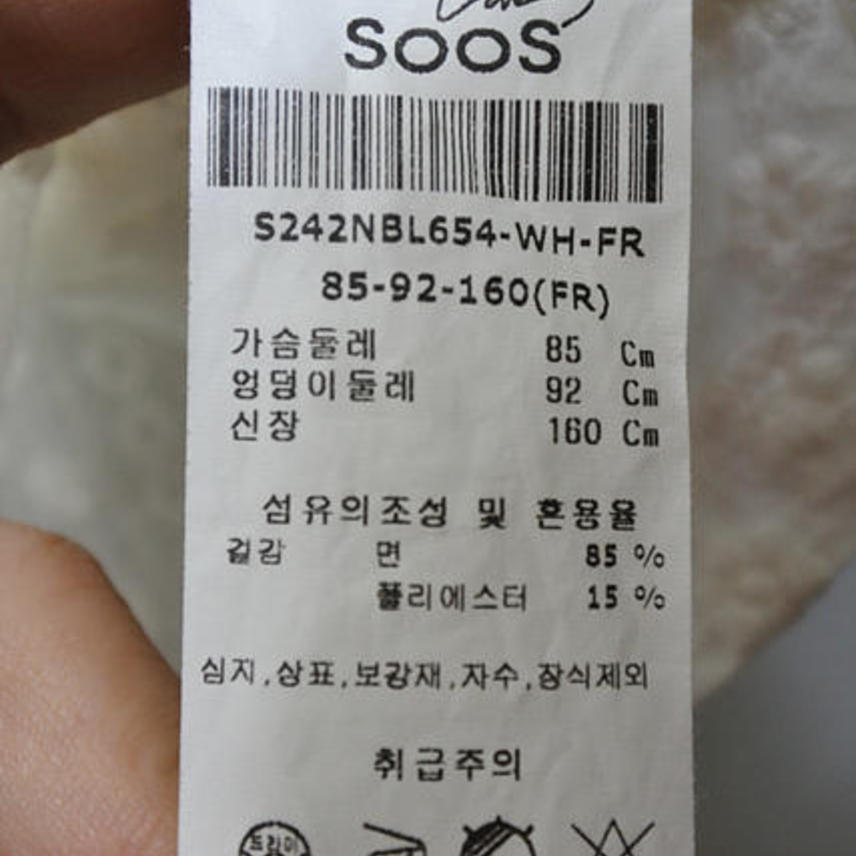 SOOS
S242NBL654-WH-FR
85-92-160(FR)
가슴둘레 85 Cm
엉덩이둘레 92 Cm
신장 160 Cm
섬유의조성 및 혼용율
겉감 면 85 %
폴리에스터 15 %
심지,상표,보강재,자수,장식제외
취급주의
드라이